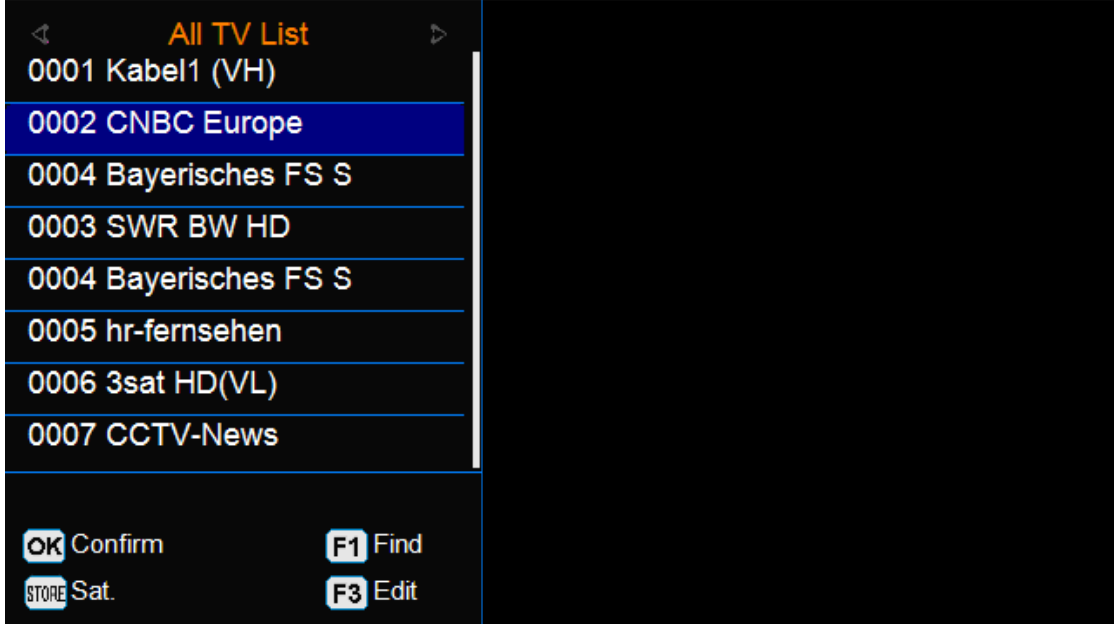 All TV List
0001 Kabel1 (VH)
0002 CNBC Europe
0004 Bayerisches FS S
0003 SWR BW HD
0004 Bayerisches FS S
0005 hr-fernsehen
0006 3sat HD(VL)
0007 CCTV-News
OK Confirm F1 Find
STORE Sat. F3 Edit